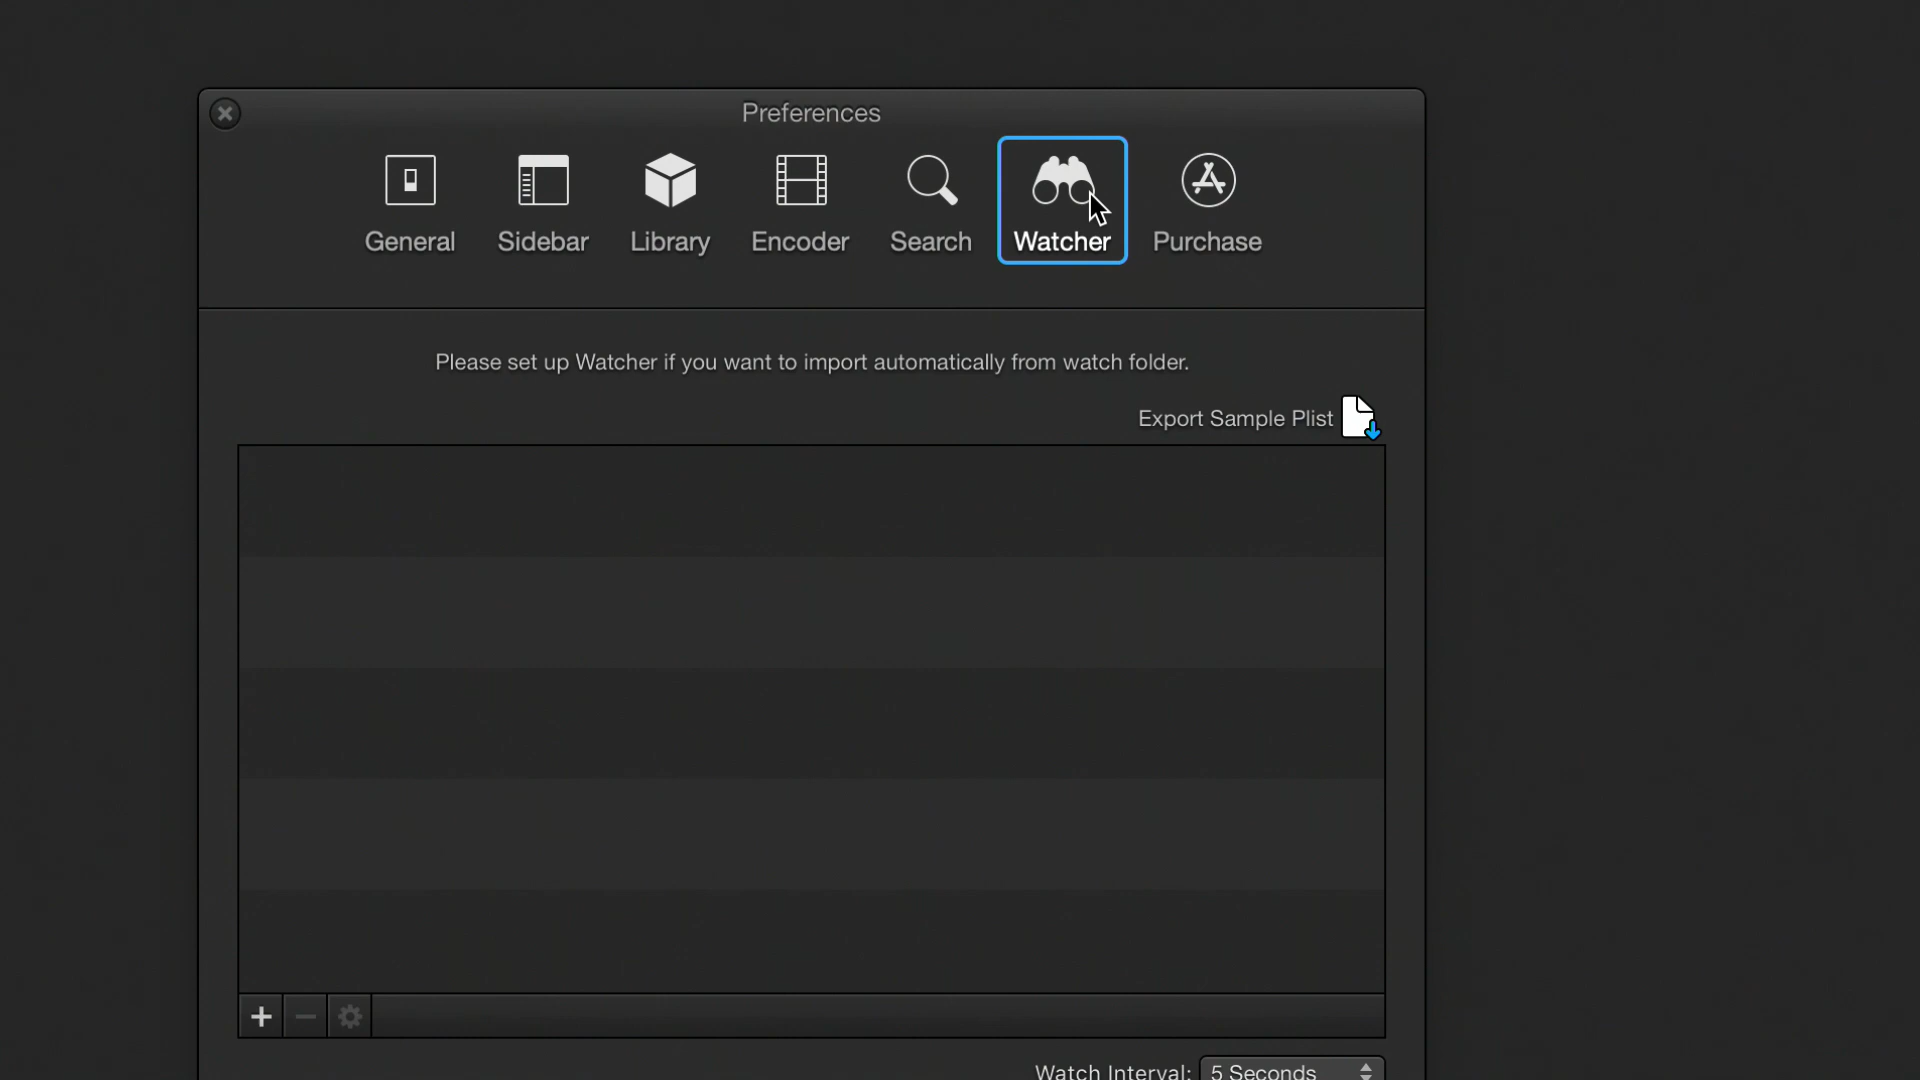 Preferences
General Sidebar Library Encoder Search Watcher Purchase
Please set up Watcher if you want to import automatically from watch folder.
Export Sample Plist
Watch Interval: 5 Seconds